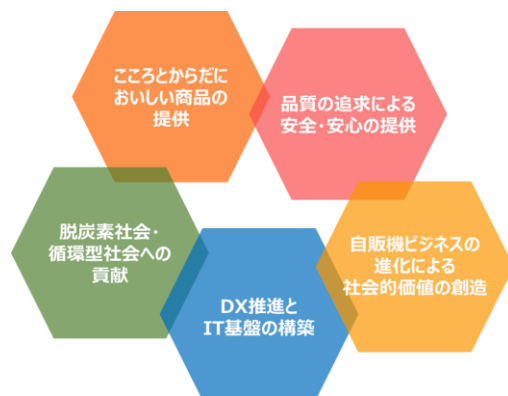 こころとからだに
おいしい商品の
提供
品質の追求による
安全・安心の提供
脱炭素社会・
循環型社会への
貢献
自販機ビジネスの
進化による
社会的価値の創造
DX推進と
IT基盤の構築